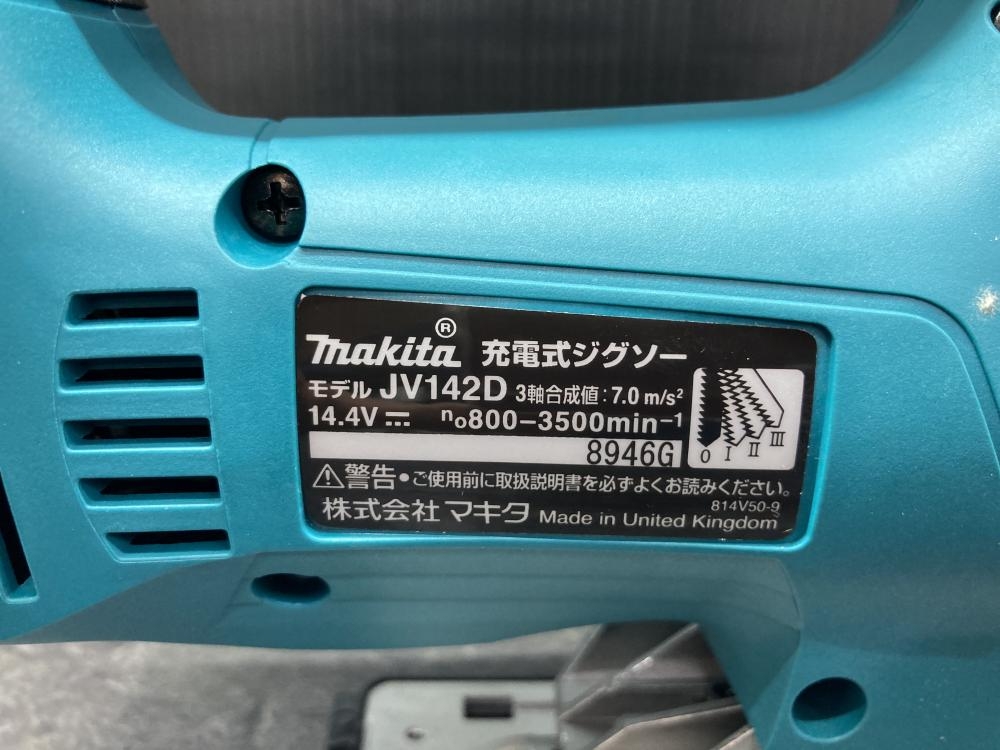 makita® 充電式ジグソー
モデル JV142D 3軸合成値:7.0 m/s²
14.4V⎓ n₀800−3500min⁻¹
8946G
0 I II III
⚠警告•ご使用前に取扱説明書を必ずよくお読みください。
814V50-9
株式会社 マキタ Made in United Kingdom